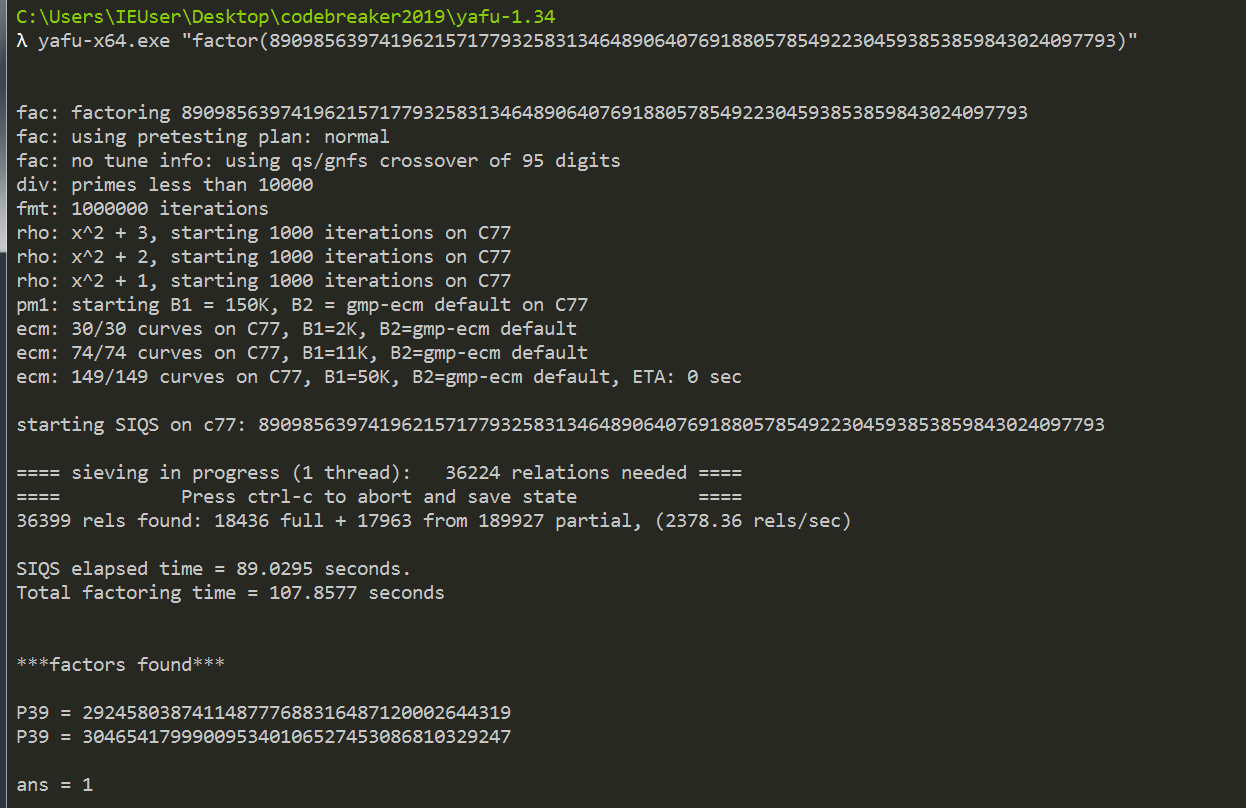 C:\Users\IEUser\Desktop\codebreaker2019\yafu-1.34
λ yafu-x64.exe "factor(89098563974196215717793258313464890640769188057854922304593853859843024097793)"
fac: factoring 89098563974196215717793258313464890640769188057854922304593853859843024097793
fac: using pretesting plan: normal
fac: no tune info: using qs/gnfs crossover of 95 digits
div: primes less than 10000
fmt: 1000000 iterations
rho: x^2 + 3, starting 1000 iterations on C77
rho: x^2 + 2, starting 1000 iterations on C77
rho: x^2 + 1, starting 1000 iterations on C77
pm1: starting B1 = 150K, B2 = gmp-ecm default on C77
ecm: 30/30 curves on C77, B1=2K, B2=gmp-ecm default
ecm: 74/74 curves on C77, B1=11K, B2=gmp-ecm default
ecm: 149/149 curves on C77, B1=50K, B2=gmp-ecm default, ETA: 0 sec
starting SIQS on c77: 89098563974196215717793258313464890640769188057854922304593853859843024097793
==== sieving in progress (1 thread):   36224 relations needed ====
====           Press ctrl-c to abort and save state           ====
36399 rels found: 18436 full + 17963 from 189927 partial, (2378.36 rels/sec)
SIQS elapsed time = 89.0295 seconds.
Total factoring time = 107.8577 seconds
***factors found***
P39 = 292458038741148777688316487120002644319
P39 = 304654179990095340106527453086810329247
ans = 1